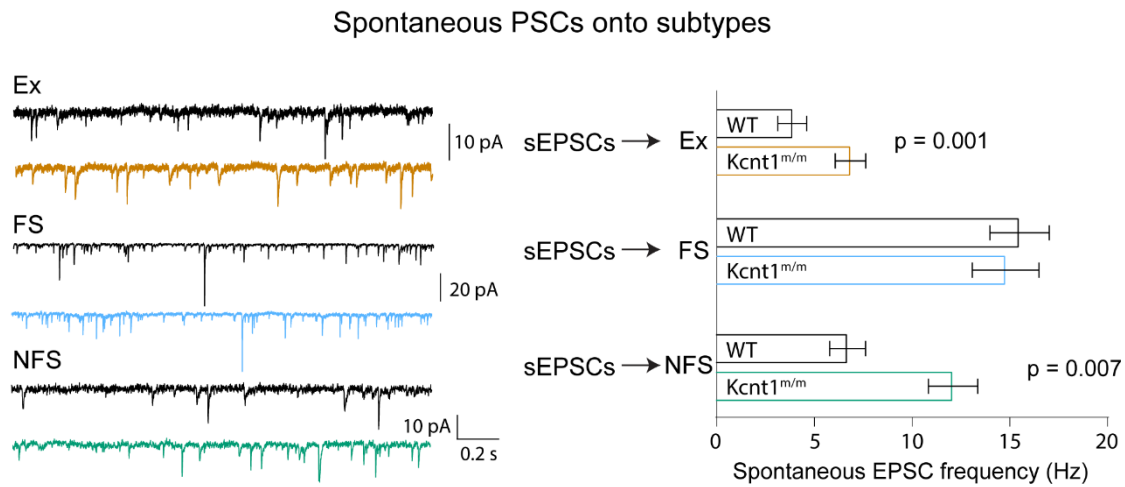 Spontaneous PSCs onto subtypes
Ex
10 pA
FS
20 pA
NFS
10 pA
0.2 s
sEPSCs → Ex
WT
Kcnt1m/m
p = 0.001
sEPSCs → FS
WT
Kcnt1m/m
sEPSCs → NFS
WT
Kcnt1m/m
p = 0.007
0 5 10 15 20
Spontaneous EPSC frequency (Hz)